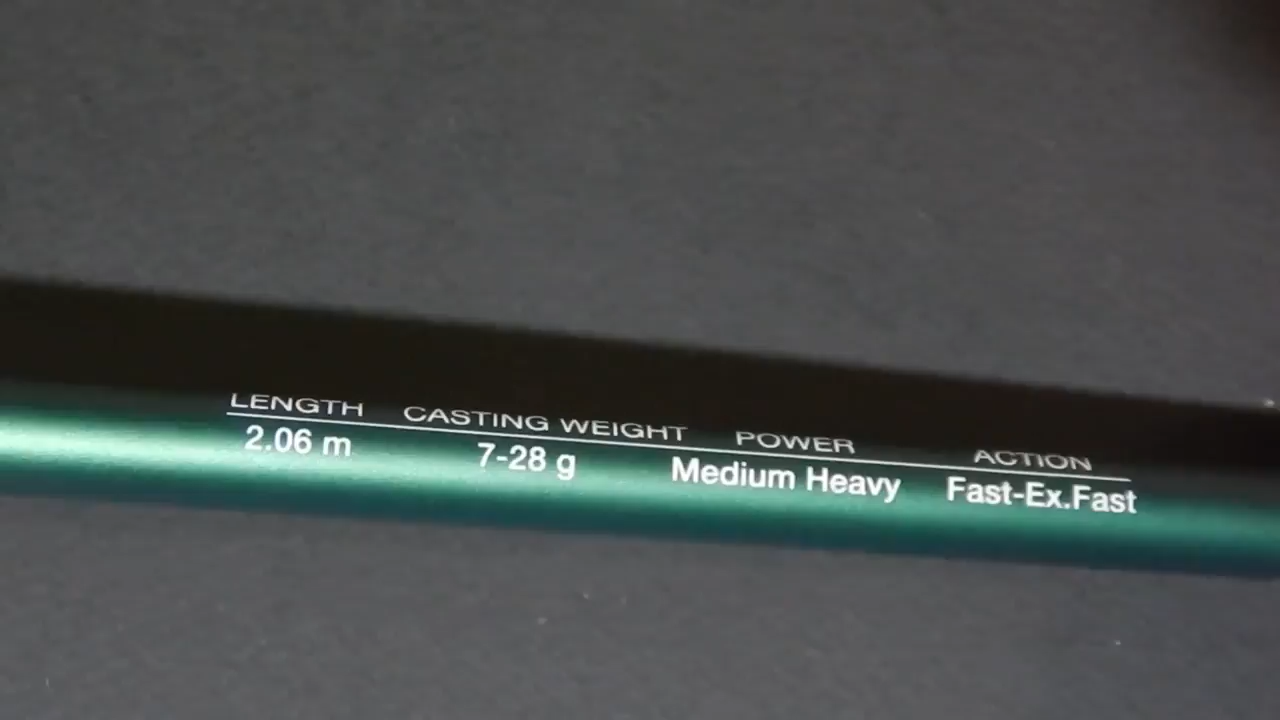 LENGTH CASTING WEIGHT POWER ACTION
2.06 m 7-28 g Medium Heavy Fast-Ex.Fast